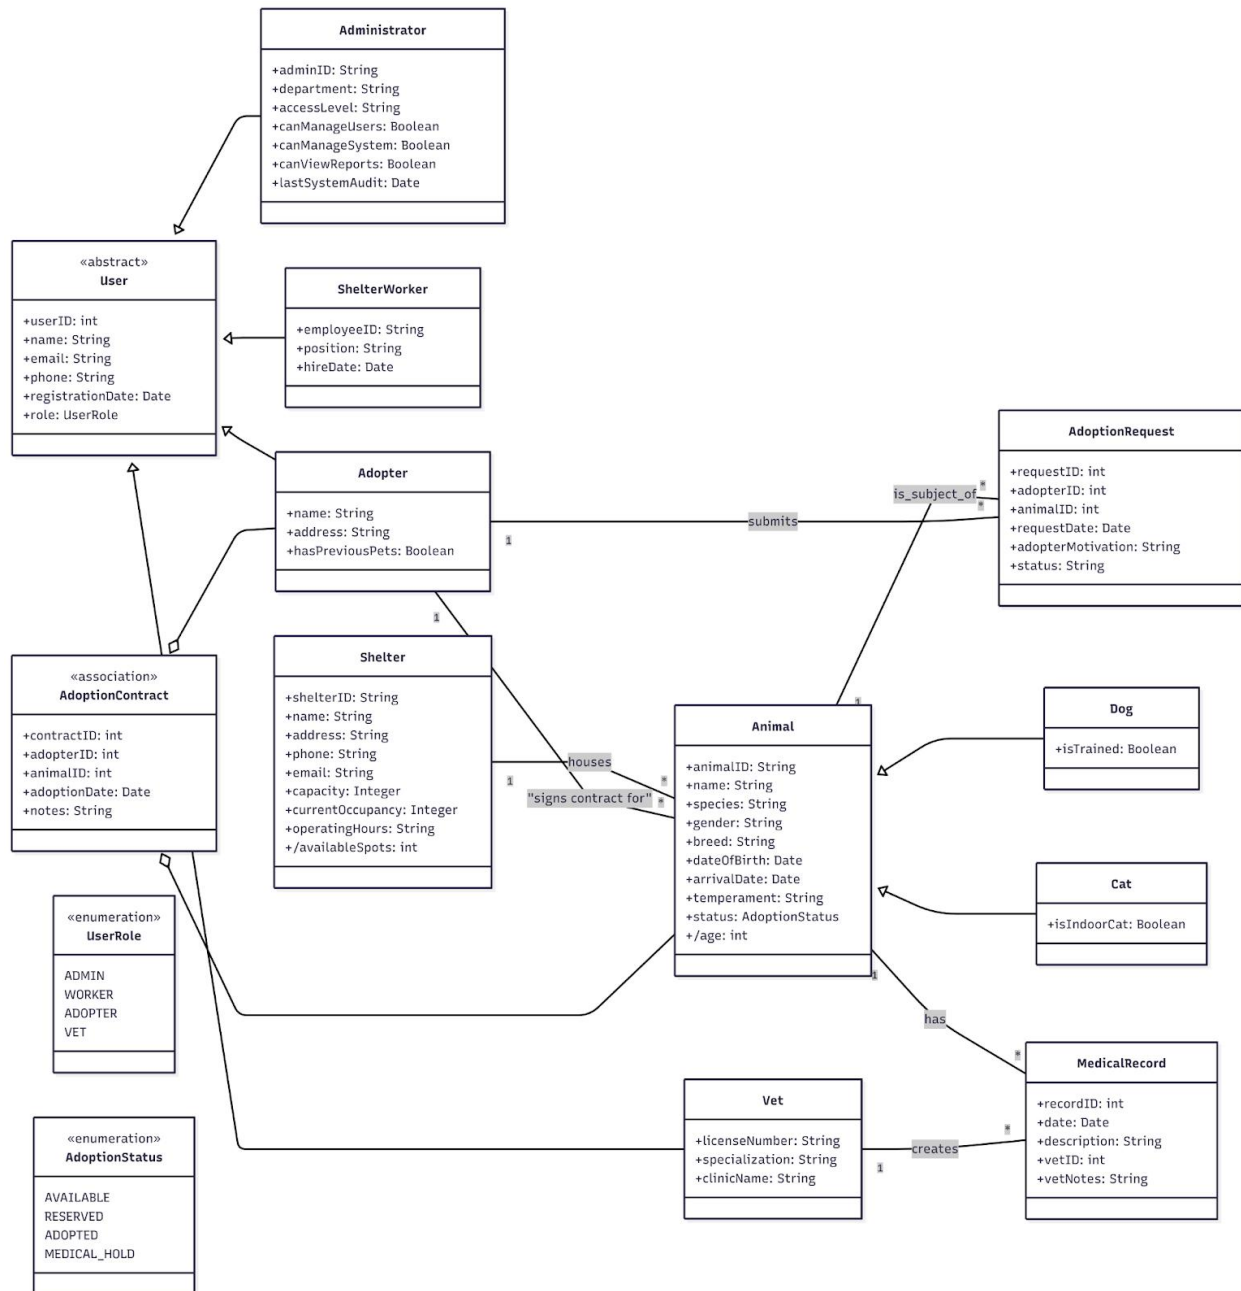 Administrator
+adminID: String
+department: String
+accessLevel: String
+canManageUsers: Boolean
+canManageSystem: Boolean
+canViewReports: Boolean
+lastSystemAudit: Date
«abstract»
User
+userID: int
+name: String
+email: String
+phone: String
+registrationDate: Date
+role: UserRole
ShelterWorker
+employeeID: String
+position: String
+hireDate: Date
Adopter
+name: String
+address: String
+hasPreviousPets: Boolean
1
submits
*
is_subject_of
*
1
AdoptionRequest
+requestID: int
+adopterID: int
+animalID: int
+requestDate: Date
+adopterMotivation: String
+status: String
1
"signs contract for"
*
«association»
AdoptionContract
+contractID: int
+adopterID: int
+animalID: int
+adoptionDate: Date
+notes: String
Shelter
+shelterID: String
+name: String
+address: String
+phone: String
+email: String
+capacity: Integer
+currentOccupancy: Integer
+operatingHours: String
+/availableSpots: int
1
houses
*
Animal
+animalID: String
+name: String
+species: String
+gender: String
+breed: String
+dateOfBirth: Date
+arrivalDate: Date
+temperament: String
+status: AdoptionStatus
+/age: int
Dog
+isTrained: Boolean
Cat
+isIndoorCat: Boolean
1
has
*
«enumeration»
UserRole
ADMIN
WORKER
ADOPTER
VET
«enumeration»
AdoptionStatus
AVAILABLE
RESERVED
ADOPTED
MEDICAL_HOLD
Vet
+licenseNumber: String
+specialization: String
+clinicName: String
1
creates
*
MedicalRecord
+recordID: int
+date: Date
+description: String
+vetID: int
+vetNotes: String